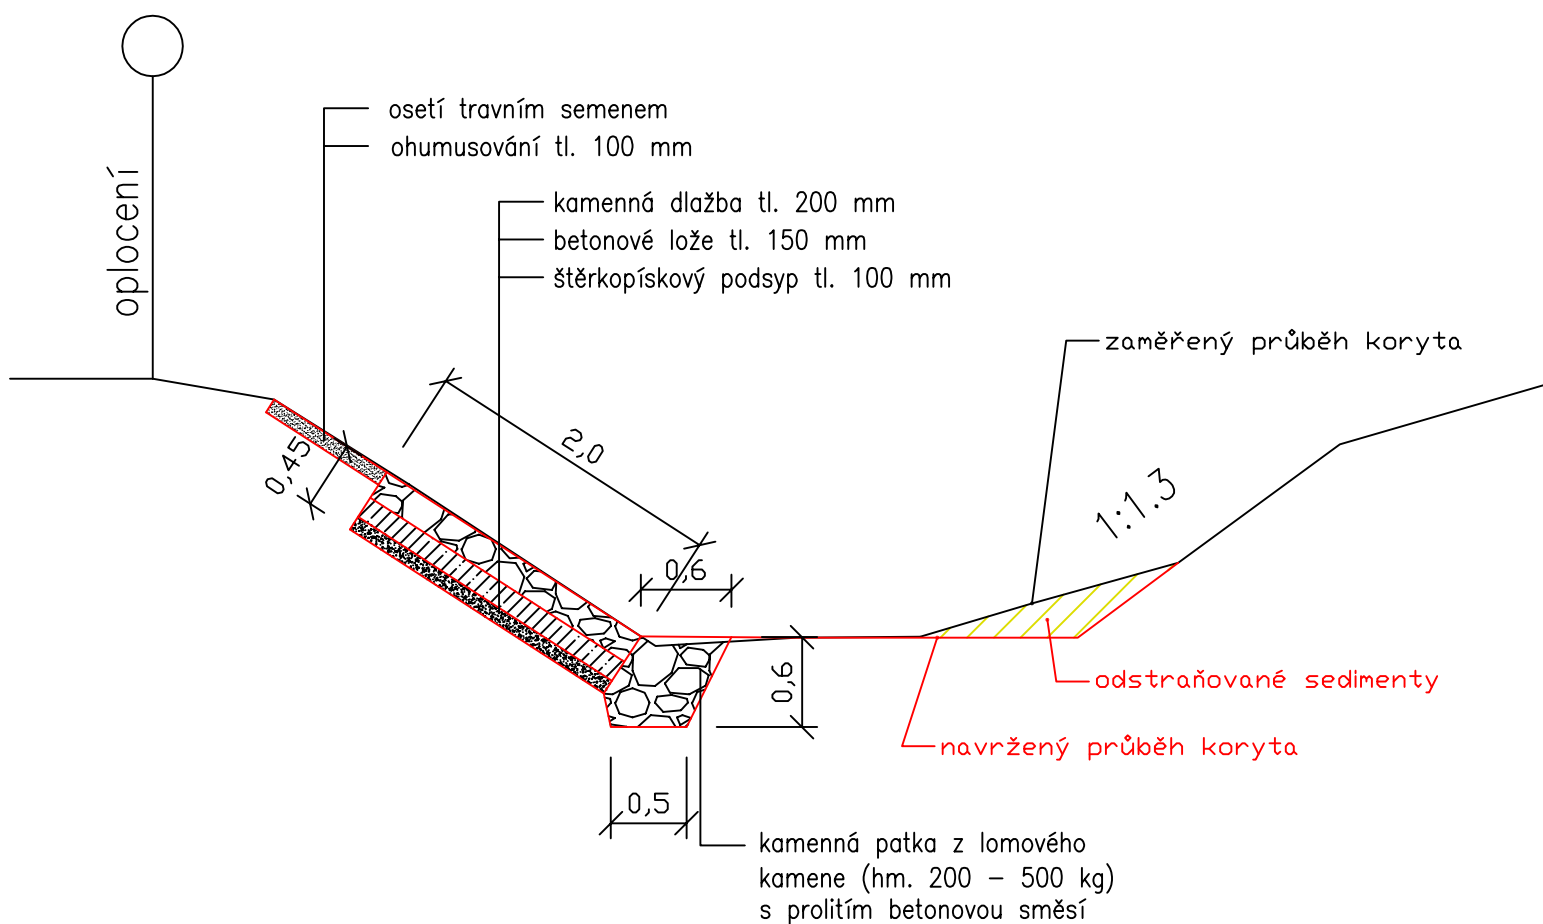 osetí travním semenem
ohumusování tl. 100 mm
oplocení
kamenná dlažba tl. 200 mm
betonové lože tl. 150 mm
štěrkopískový podsyp tl. 100 mm
zaměřený průběh koryta
2,0
0,45
1:1.3
0,6
0,6
odstraňované sedimenty
navržený průběh koryta
0,5
kamenná patka z lomového
kamene (hm. 200 – 500 kg)
s prolitím betonovou směsí